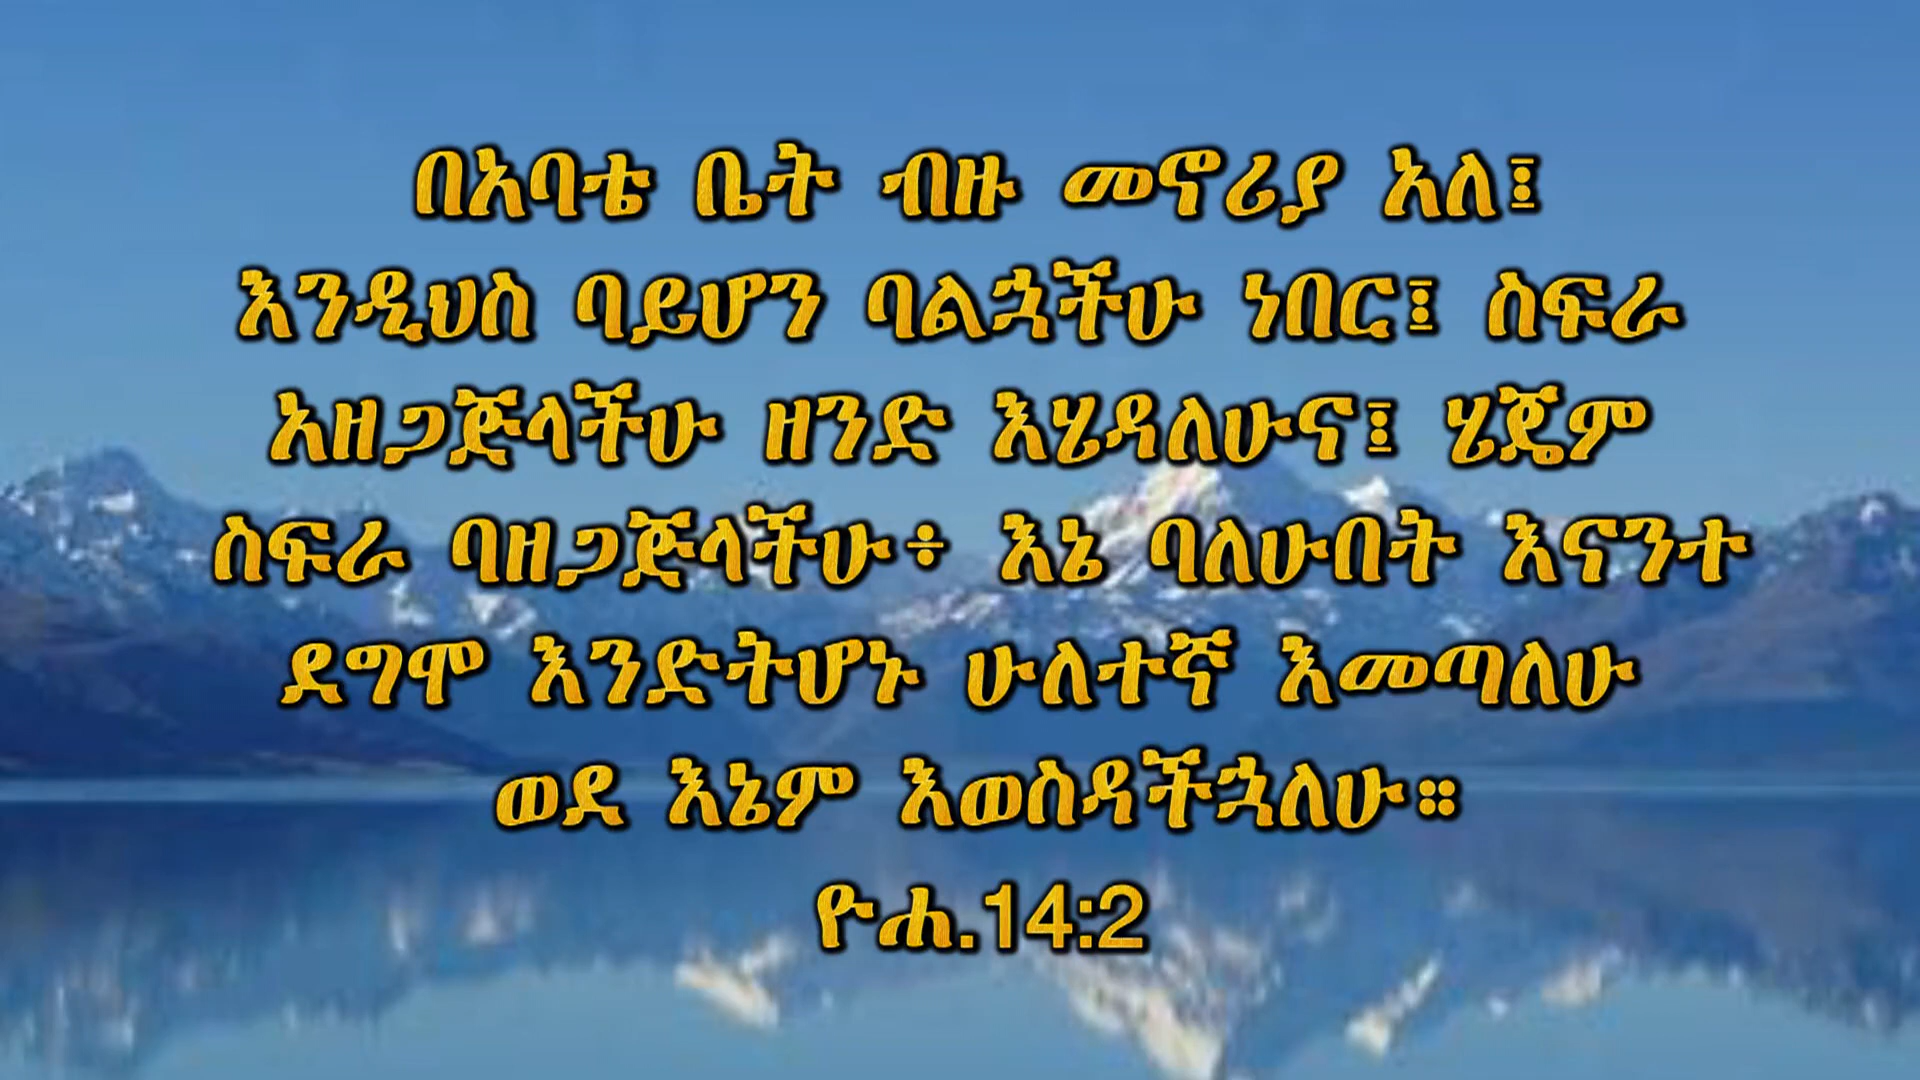 በአባቴ ቤት ብዙ መኖሪያ አለ፤
እንዲህስ ባይሆን ባልኋችሁ ነበር፤ ስፍራ
አዘጋጅላችሁ ዘንድ እሄዳለሁና፤ ሄጄም
ስፍራ ባዘጋጅላችሁ፥ እኔ ባለሁበት እናንተ
ደግሞ እንድትሆኑ ሁለተኛ እመጣለሁ
ወደ እኔም እወስዳችኋለሁ።
ዮሐ.14:2